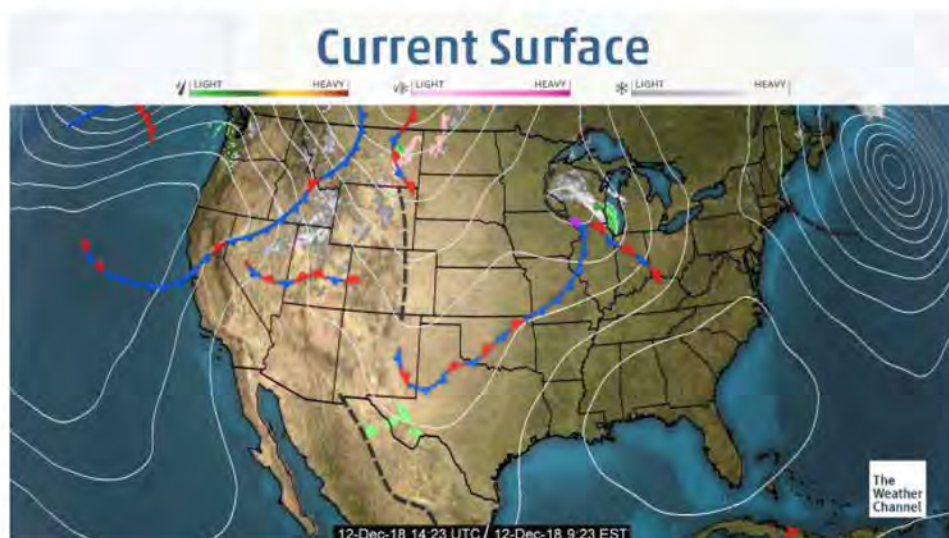 Current Surface
LIGHT HEAVY LIGHT HEAVY LIGHT HEAVY
The
Weather
Channel
12-Dec-18 14:23 UTC / 12-Dec-18 9:23 EST